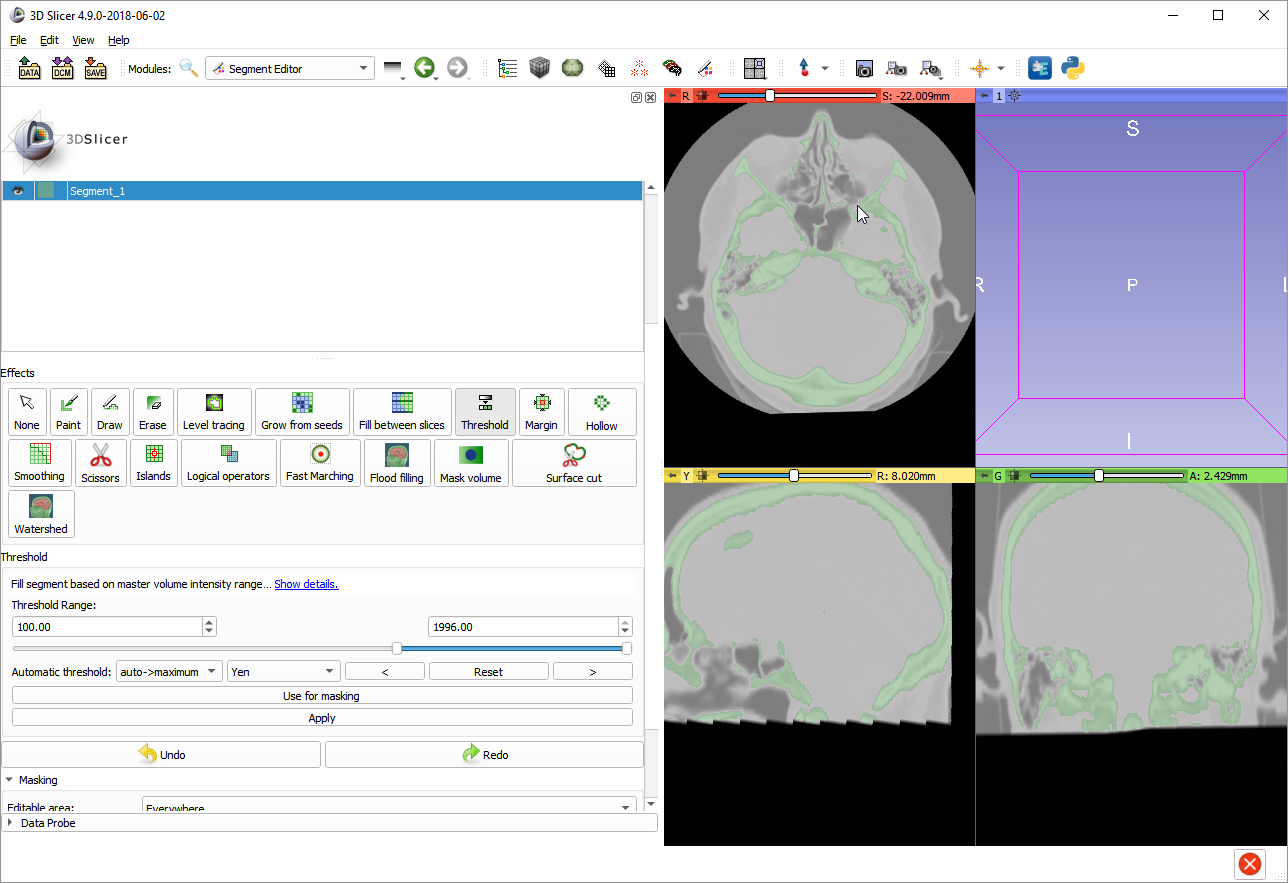 3D Slicer 4.9.0-2018-06-02
File Edit View Help
DATA DCM SAVE Modules: Segment Editor
3DSlicer
Segment_1
Effects
None Paint Draw Erase Level tracing Grow from seeds Fill between slices Threshold Margin Hollow
Smoothing Scissors Islands Logical operators Fast Marching Flood filling Mask volume Surface cut
Watershed
Threshold
Fill segment based on master volume intensity range... Show details.
Threshold Range:
100.00 1996.00
Automatic threshold: auto->maximum Yen < Reset >
Use for masking
Apply
Undo Redo
Masking
Editable area: Everywhere
Data Probe
R S: -22.009mm
1
S
R P L
I
Y R: 8.020mm
G A: 2.429mm